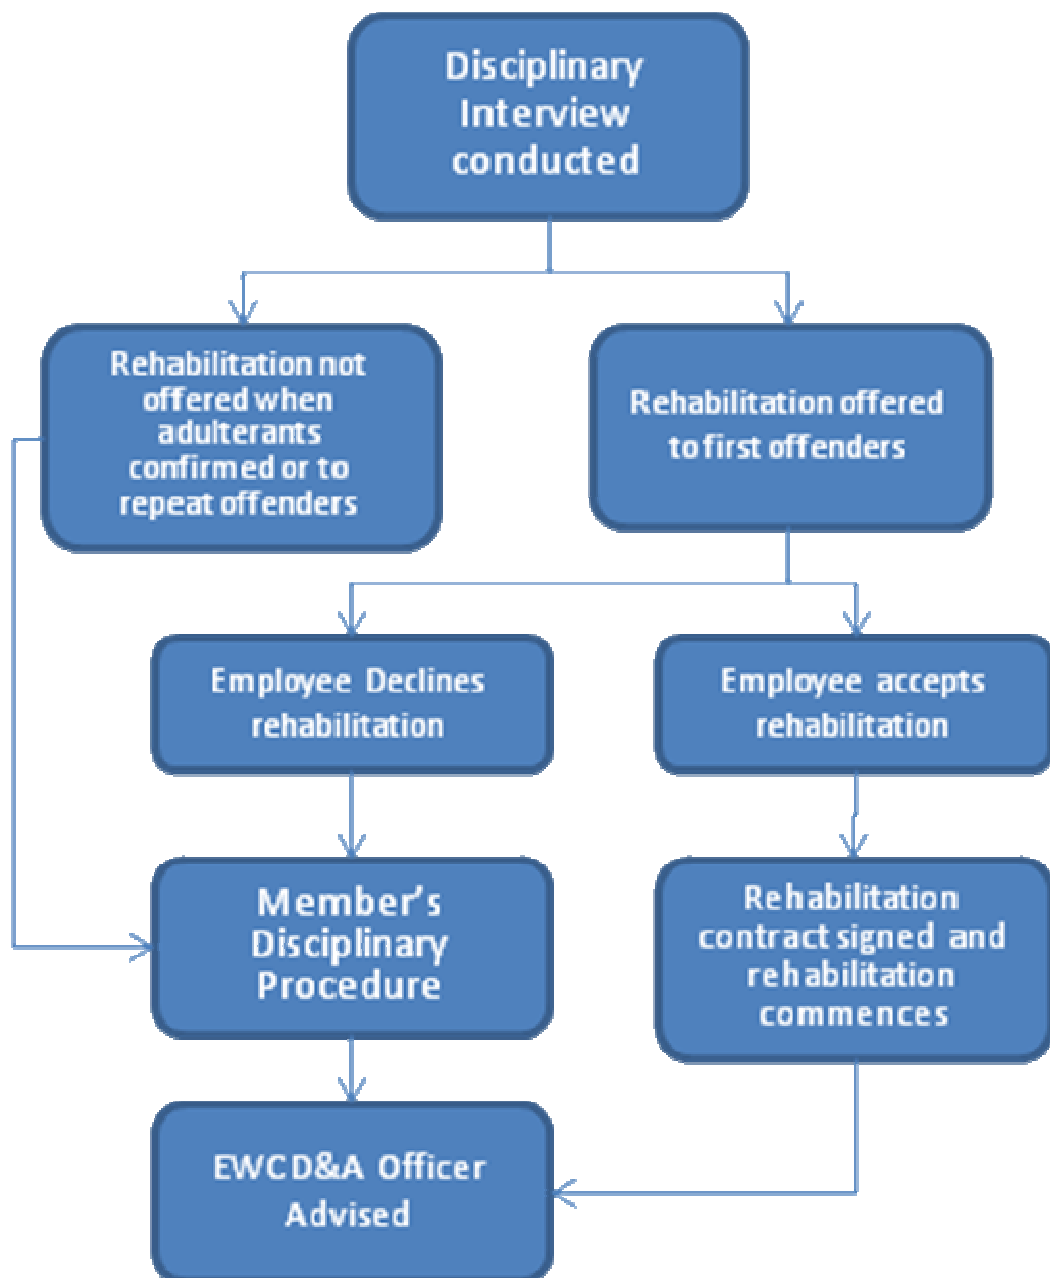 Disciplinary
Interview
conducted
Rehabilitation not
offered when
adulterants
confirmed or to
repeat offenders
Rehabilitation offered
to first offenders
Employee Declines
rehabilitation
Employee accepts
rehabilitation
Member's
Disciplinary
Procedure
Rehabilitation
contract signed and
rehabilitation
commences
EWCD&A Officer
Advised